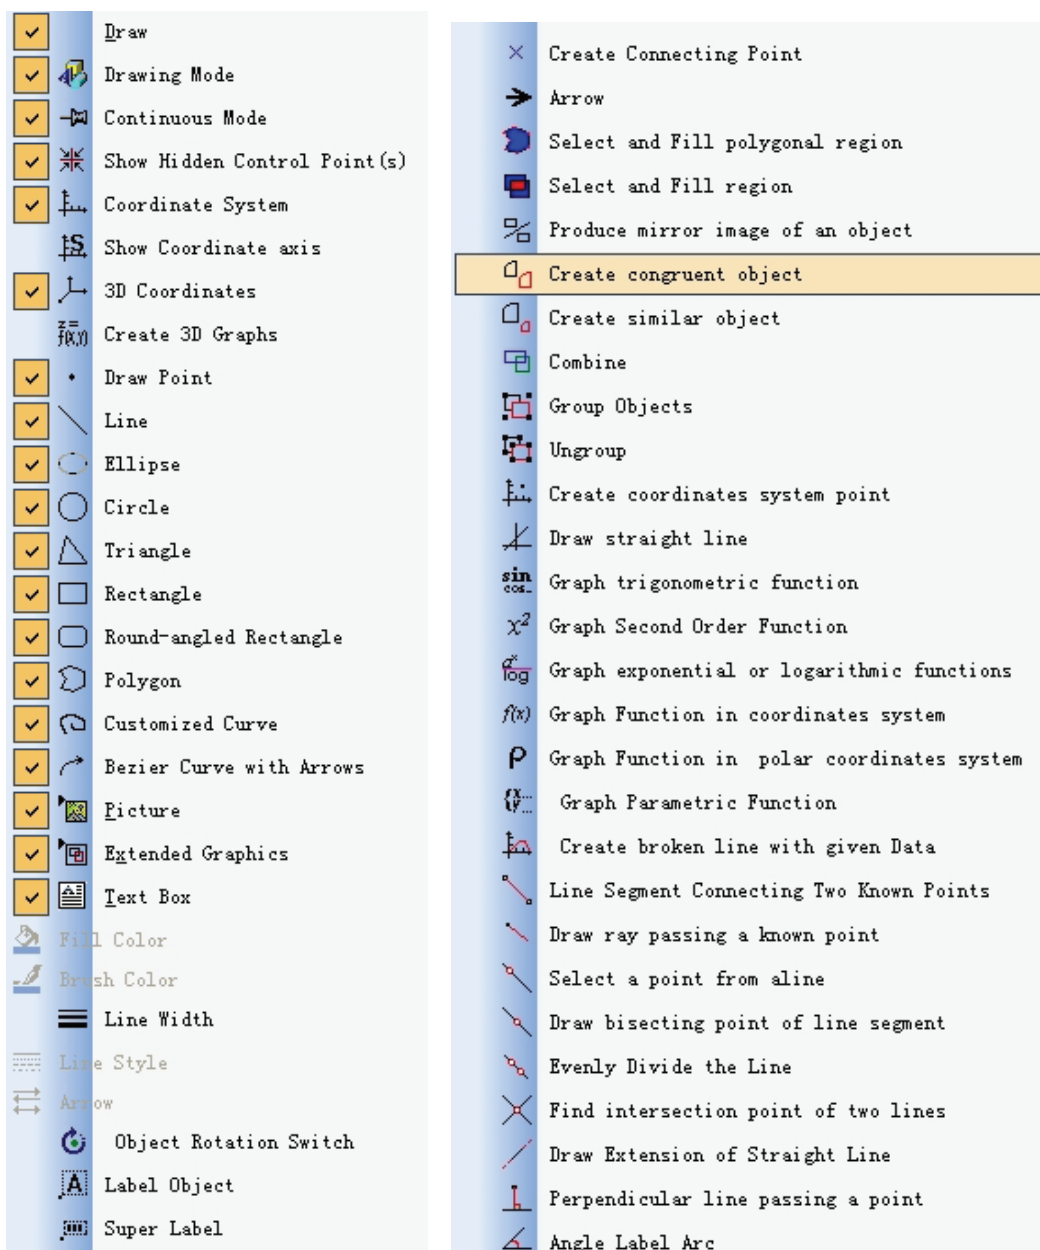 Draw
Drawing Mode
Continuous Mode
Show Hidden Control Point(s)
Coordinate System
Show Coordinate axis
3D Coordinates
Create 3D Graphs
Draw Point
Line
Ellipse
Circle
Triangle
Rectangle
Round-angled Rectangle
Polygon
Customized Curve
Bezier Curve with Arrows
Picture
Extended Graphics
Text Box
Fill Color
Brush Color
Line Width
Line Style
Arrow
Object Rotation Switch
Label Object
Super Label
Create Connecting Point
Arrow
Select and Fill polygonal region
Select and Fill region
Produce mirror image of an object
Create congruent object
Create similar object
Combine
Group Objects
Ungroup
Create coordinates system point
Draw straight line
Graph trigonometric function
Graph Second Order Function
Graph exponential or logarithmic functions
Graph Function in coordinates system
Graph Function in polar coordinates system
Graph Parametric Function
Create broken line with given Data
Line Segment Connecting Two Known Points
Draw ray passing a known point
Select a point from aline
Draw bisecting point of line segment
Evenly Divide the Line
Find intersection point of two lines
Draw Extension of Straight Line
Perpendicular line passing a point
Angle Label Arc